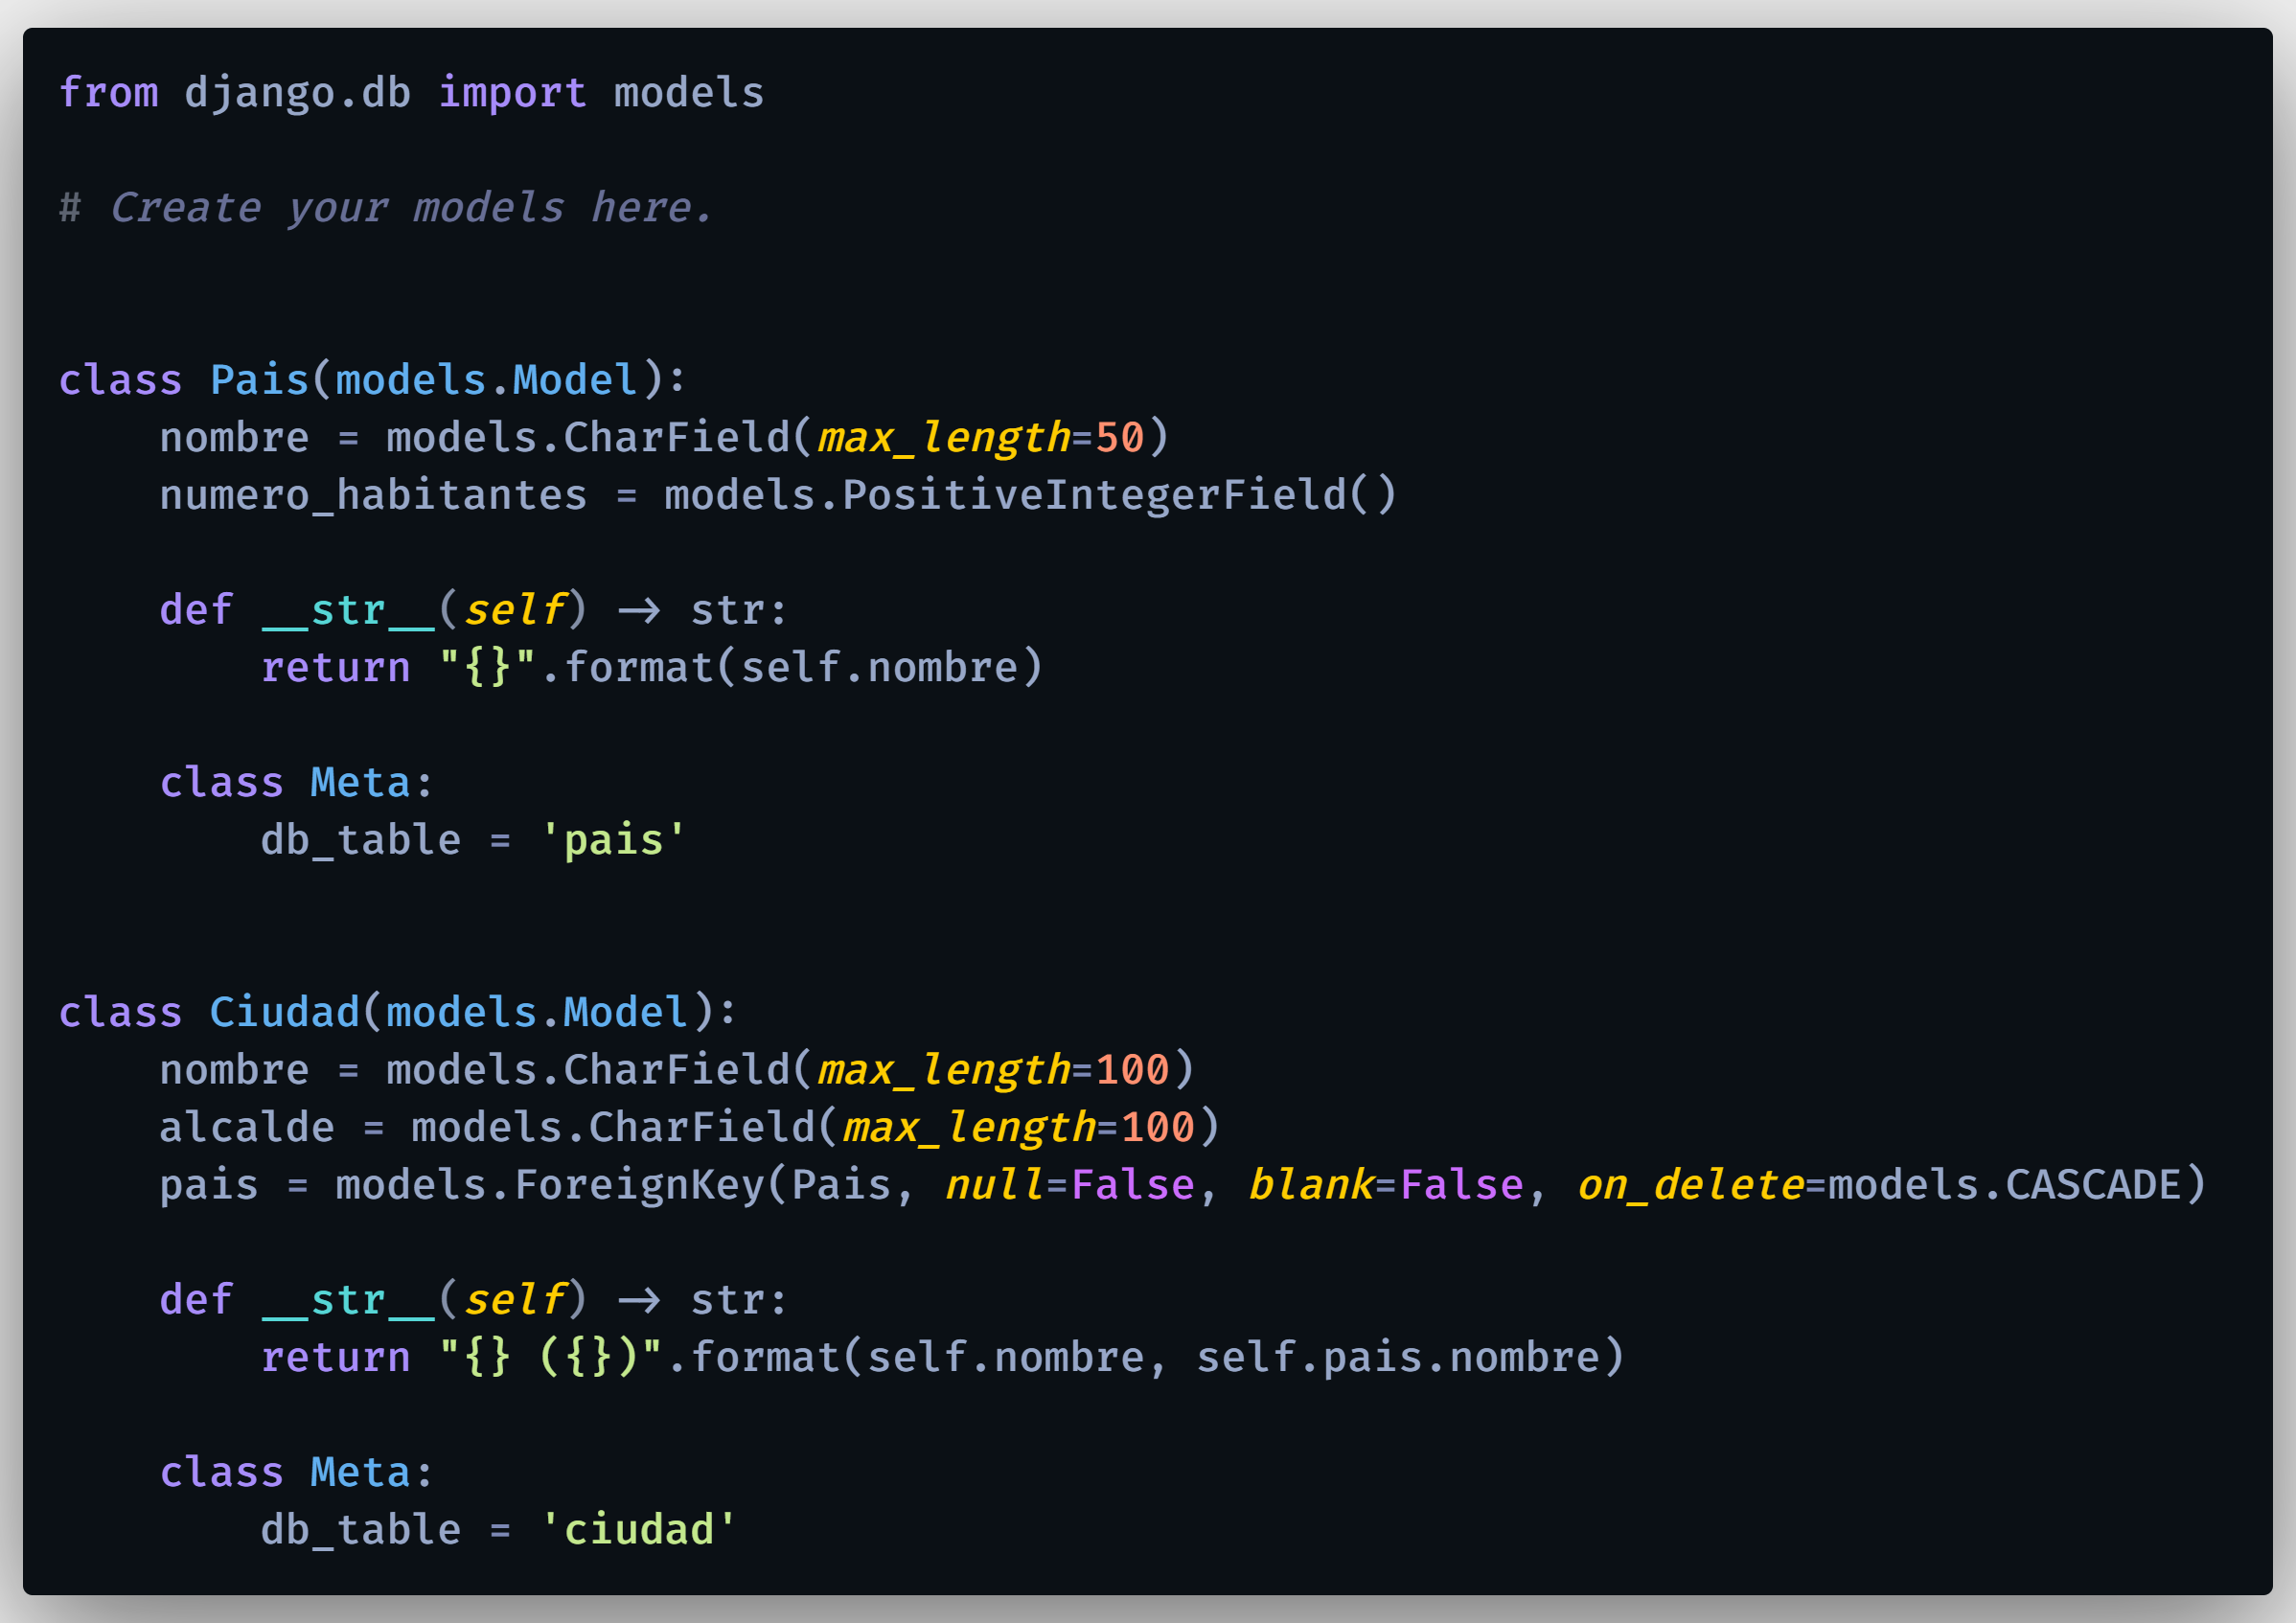 from django.db import models
# Create your models here.
class Pais(models.Model):
    nombre = models.CharField(max_length=50)
    numero_habitantes = models.PositiveIntegerField()
    def __str__(self) -> str:
        return "{}".format(self.nombre)
    class Meta:
        db_table = 'pais'
class Ciudad(models.Model):
    nombre = models.CharField(max_length=100)
    alcalde = models.CharField(max_length=100)
    pais = models.ForeignKey(Pais, null=False, blank=False, on_delete=models.CASCADE)
    def __str__(self) -> str:
        return "{} ({})".format(self.nombre, self.pais.nombre)
    class Meta:
        db_table = 'ciudad'